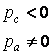 p_c < 0
p_a ≠ 0